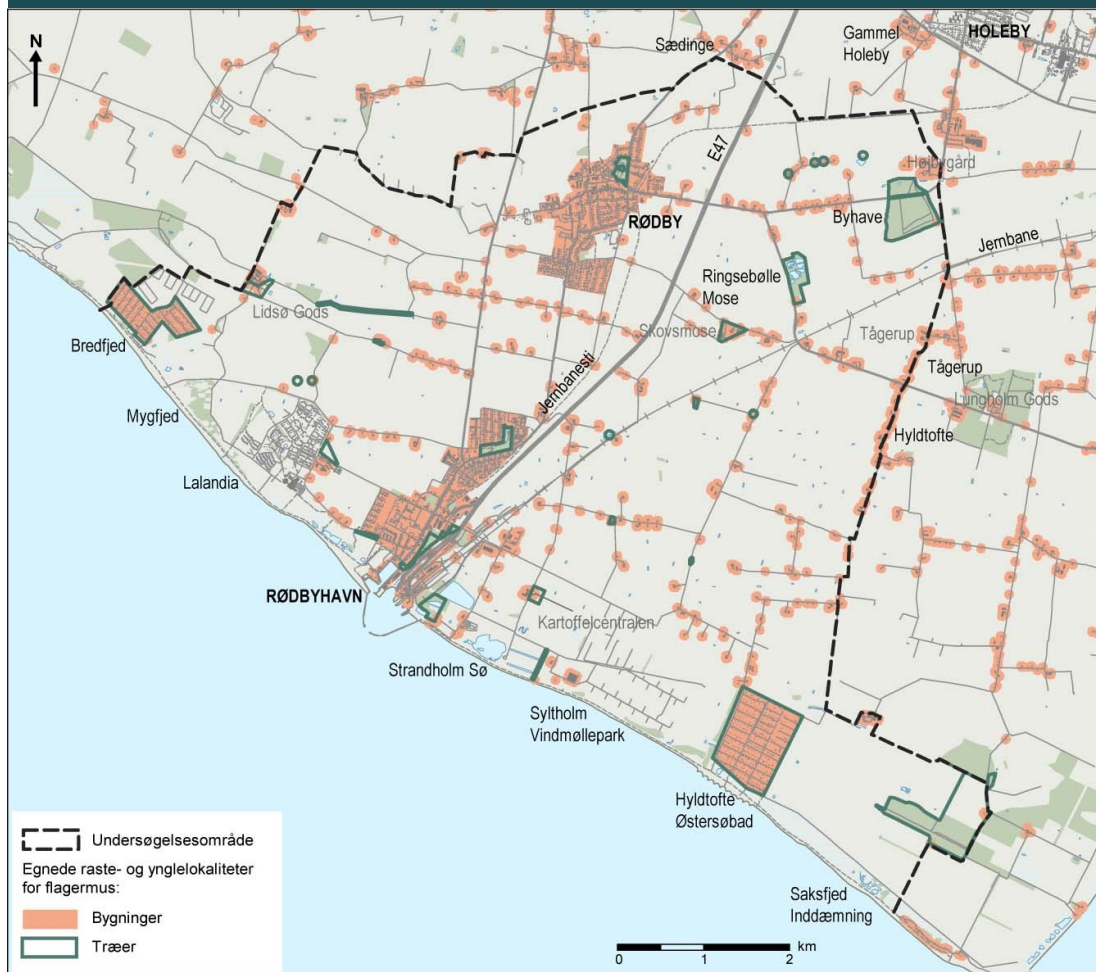 N
Sædinge
Gammel
Holeby
HOLEBY
E47
Højbygård
RØDBY
Byhave
Jernbane
Ringsebølle
Mose
Lidsø Gods
Skovsmose
Tågerup
Bredfjed
Tågerup
Jernbanesti
Lungholm Gods
Mygfjed
Hyldtofte
Lalandia
RØDBYHAVN
Kartoffelcentralen
Strandholm Sø
Syltholm
Vindmøllepark
Hyldtofte
Østersøbad
Saksfjed
Inddæmning
Undersøgelsesområde
Egnede raste- og ynglelokaliteter
for flagermus:
Bygninger
Træer
km
0 1 2